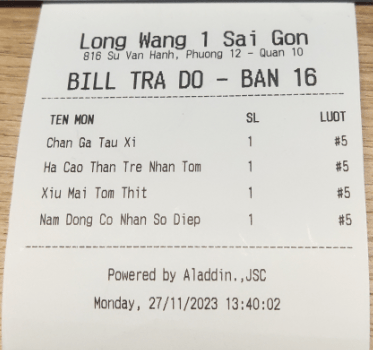 Long Wang 1 Sai Gon
816 Su Van Hanh, Phuong 12 - Quan 10
BILL TRA DO - BAN 16
TEN MON SL LUOT
Chan Ga Tau Xi 1 #5
Ha Cao Than Tre Nhan Tom 1 #5
Xiu Mai Tom Thit 1 #5
Nam Dong Co Nhan So Diep 1 #5
Powered by Aladdin.,JSC
Monday, 27/11/2023 13:40:02